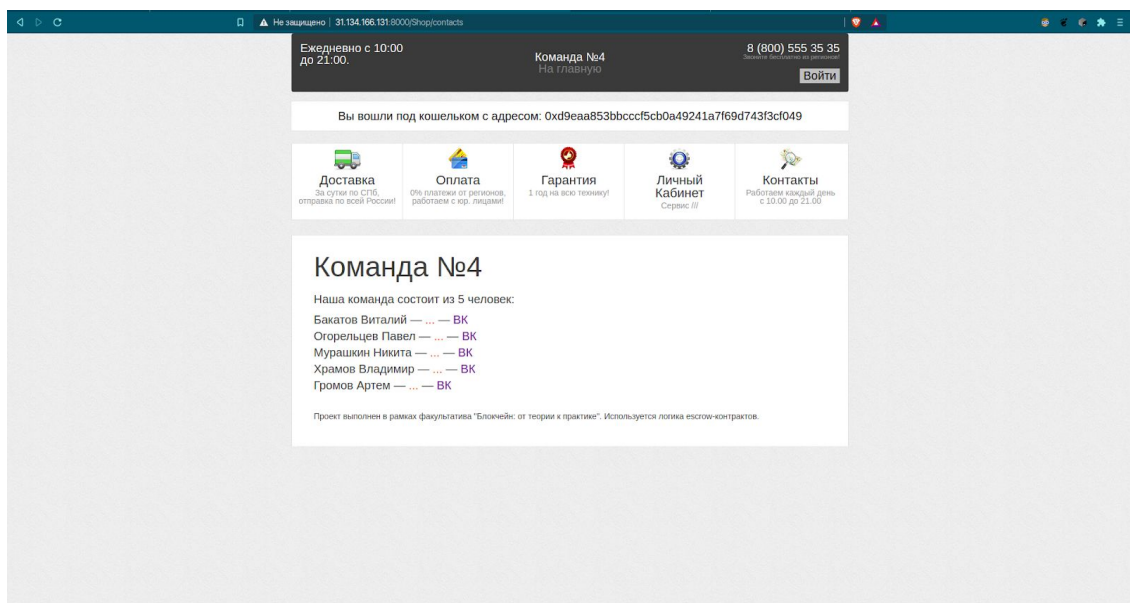 Не защищено | 31.134.166.131:8000/Shop/contacts
Ежедневно с 10:00
до 21:00.
Команда №4
На главную
8 (800) 555 35 35
Звоните бесплатно из регионов!
Войти
Вы вошли под кошельком с адресом: 0xd9eaa853bbcccf5cb0a49241a7f69d743f3cf049
Доставка
За сутки по СПб,
отправка по всей России!
Оплата
0% платежи от регионов,
работаем с юр. лицами!
Гарантия
1 год на всю технику!
Личный
Кабинет
Сервис ///
Контакты
Работаем каждый день
с 10.00 до 21.00
Команда №4
Наша команда состоит из 5 человек:
Бакатов Виталий — ... — ВК
Огорельцев Павел — ... — ВК
Мурашкин Никита — ... — ВК
Храмов Владимир — ... — ВК
Громов Артем — ... — ВК
Проект выполнен в рамках факультатива "Блокчейн: от теории к практике". Используется логика escrow-контрактов.